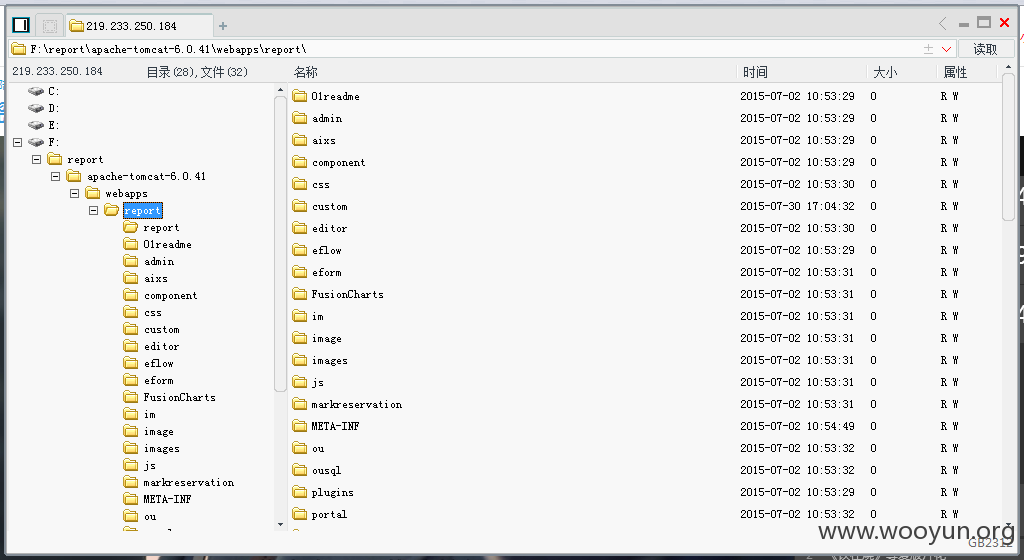 219.233.250.184
F:\report\apache-tomcat-6.0.41\webapps\report\
读取
219.233.250.184 目录(28),文件(32)
名称 时间 大小 属性
C:
D:
E:
F:
report
apache-tomcat-6.0.41
webapps
report
report
01readme
admin
aixs
component
css
custom
editor
eflow
eform
FusionCharts
im
image
images
js
markreservation
META-INF
ou
01readme 2015-07-02 10:53:29 0 R W
admin 2015-07-02 10:53:29 0 R W
aixs 2015-07-02 10:53:29 0 R W
component 2015-07-02 10:53:29 0 R W
css 2015-07-02 10:53:30 0 R W
custom 2015-07-30 17:04:32 0 R W
editor 2015-07-02 10:53:30 0 R W
eflow 2015-07-02 10:53:29 0 R W
eform 2015-07-02 10:53:31 0 R W
FusionCharts 2015-07-02 10:53:31 0 R W
im 2015-07-02 10:53:31 0 R W
image 2015-07-02 10:53:31 0 R W
images 2015-07-02 10:53:31 0 R W
js 2015-07-02 10:53:31 0 R W
markreservation 2015-07-02 10:53:31 0 R W
META-INF 2015-07-02 10:54:49 0 R W
ou 2015-07-02 10:53:32 0 R W
ousql 2015-07-02 10:53:32 0 R W
plugins 2015-07-02 10:53:29 0 R W
portal 2015-07-02 10:53:32 0 R W
www.wooyun.org
GB2312